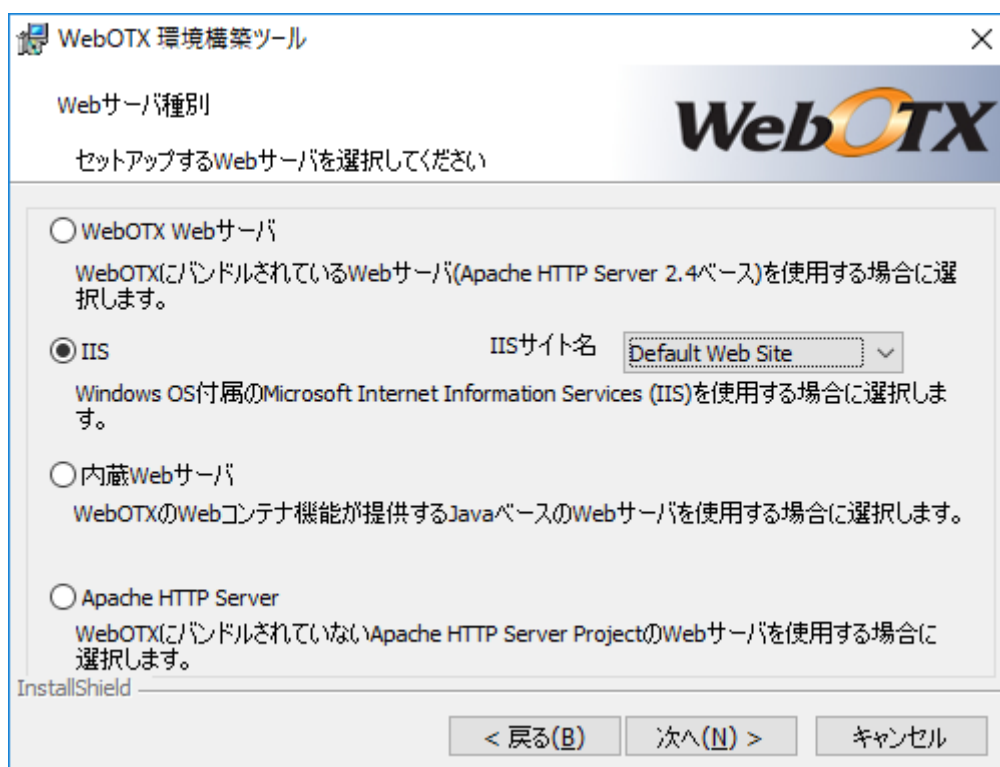 WebOTX 環境構築ツール
Webサーバ種別
WebOTX
セットアップするWebサーバを選択してください
WebOTX Webサーバ
WebOTXにバンドルされているWebサーバ(Apache HTTP Server 2.4ベース)を使用する場合に選
択します。
IIS IISサイト名 Default Web Site
Windows OS付属のMicrosoft Internet Information Services (IIS)を使用する場合に選択しま
す。
内蔵Webサーバ
WebOTXのWebコンテナ機能が提供するJavaベースのWebサーバを使用する場合に選択します。
Apache HTTP Server
WebOTXにバンドルされていないApache HTTP Server ProjectのWebサーバを使用する場合に
選択します。
InstallShield
< 戻る(B) 次へ(N) > キャンセル